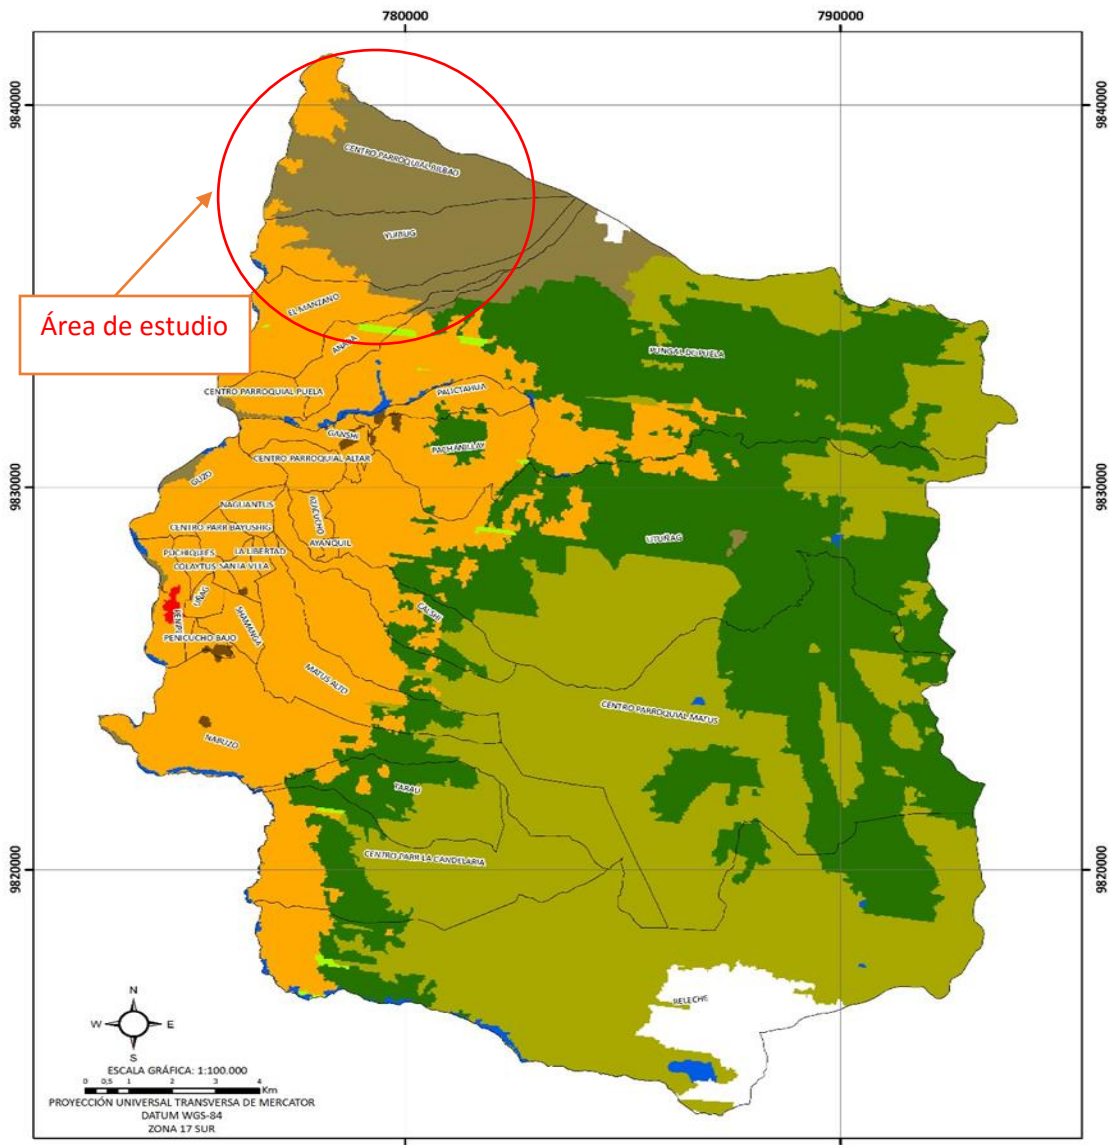 780000
790000
9840000
9840000
CENTRO PARROQUIAL BILBAO
YUIBUG
Área de estudio
EL MANZANO
ANABA
PUNGAL DE PUELA
CENTRO PARROQUIAL PUELA
PALICTAHUA
GANSHI
PACHANILLAY
CENTRO PARROQUIAL ALTAR
GUZO
9830000
9830000
NAGUANTUS
AYACUCHO
CENTRO PARR BAYUSHIG
UTUÑAG
AYANQUIL
PUCHIQUIES
LA LIBERTAD
COLAYTUS
SANTA VELA
UÑAG
CALSHI
SHAMANGA
PENICUCHO BAJO
MATUS ALTO
CENTRO PARROQUIAL MATUS
NABUZO
TARAU
CENTRO PARR LA CANDELARIA
9820000
9820000
RELECHE
N
W
E
S
ESCALA GRÁFICA: 1:100.000
0 0,5 1 2 3 4
Km
PROYECCIÓN UNIVERSAL TRANSVERSA DE MERCATOR
DATUM WGS-84
ZONA 17 SUR